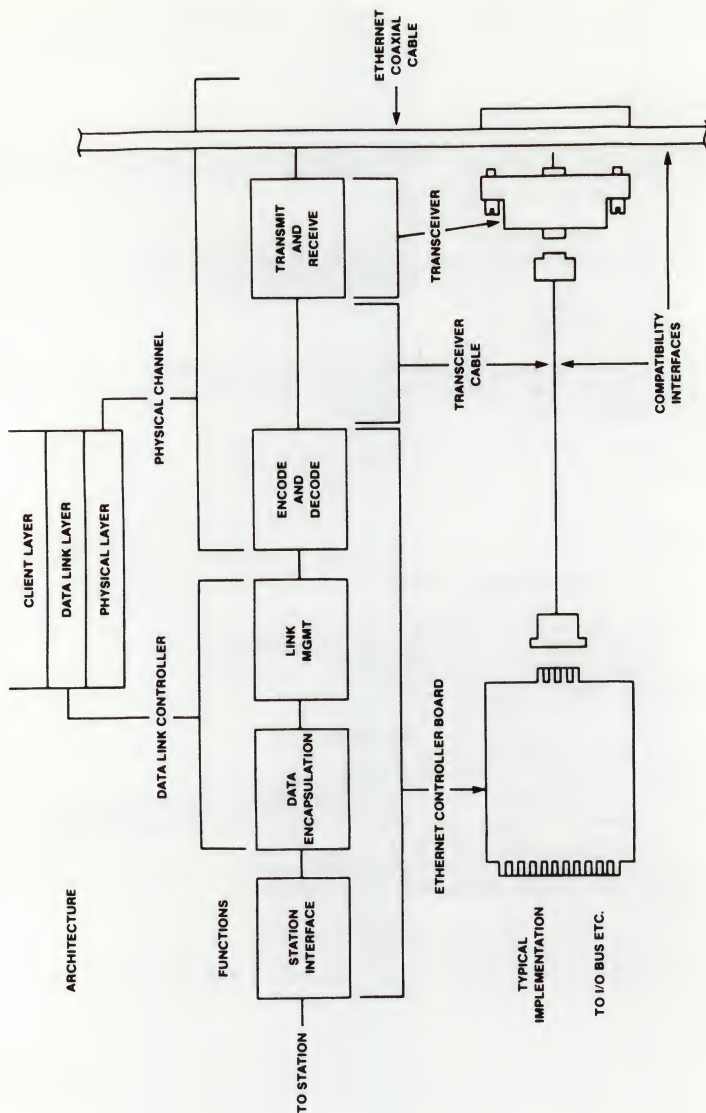 ARCHITECTURE
CLIENT LAYER
DATA LINK LAYER
PHYSICAL LAYER
DATA LINK CONTROLLER
PHYSICAL CHANNEL
FUNCTIONS
TO STATION
STATION
INTERFACE
DATA
ENCAPSULATION
LINK
MGMT
ENCODE
AND
DECODE
TRANSMIT
AND
RECEIVE
ETHERNET
COAXIAL
CABLE
ETHERNET CONTROLLER BOARD
TRANSCEIVER
CABLE
TRANSCEIVER
TYPICAL
IMPLEMENTATION
TO I/O BUS ETC.
COMPATIBILITY
INTERFACES